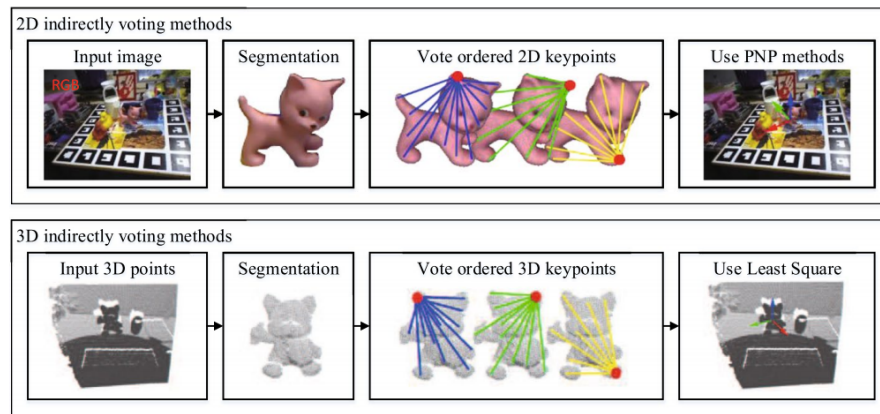 2D indirectly voting methods
Input image
Segmentation
Vote ordered 2D keypoints
Use PNP methods
RGB
3D indirectly voting methods
Input 3D points
Segmentation
Vote ordered 3D keypoints
Use Least Square